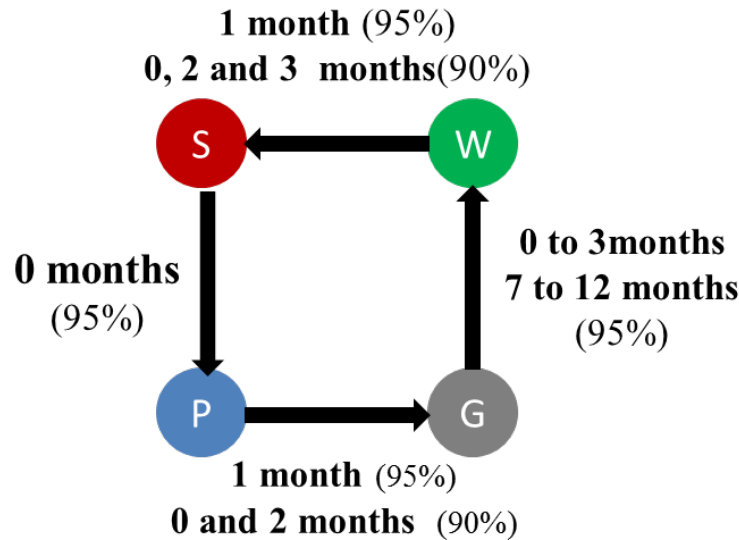 1 month (95%)
0, 2 and 3 months(90%)
S
W
0 months
(95%)
0 to 3months
7 to 12 months
(95%)
P
G
1 month (95%)
0 and 2 months (90%)